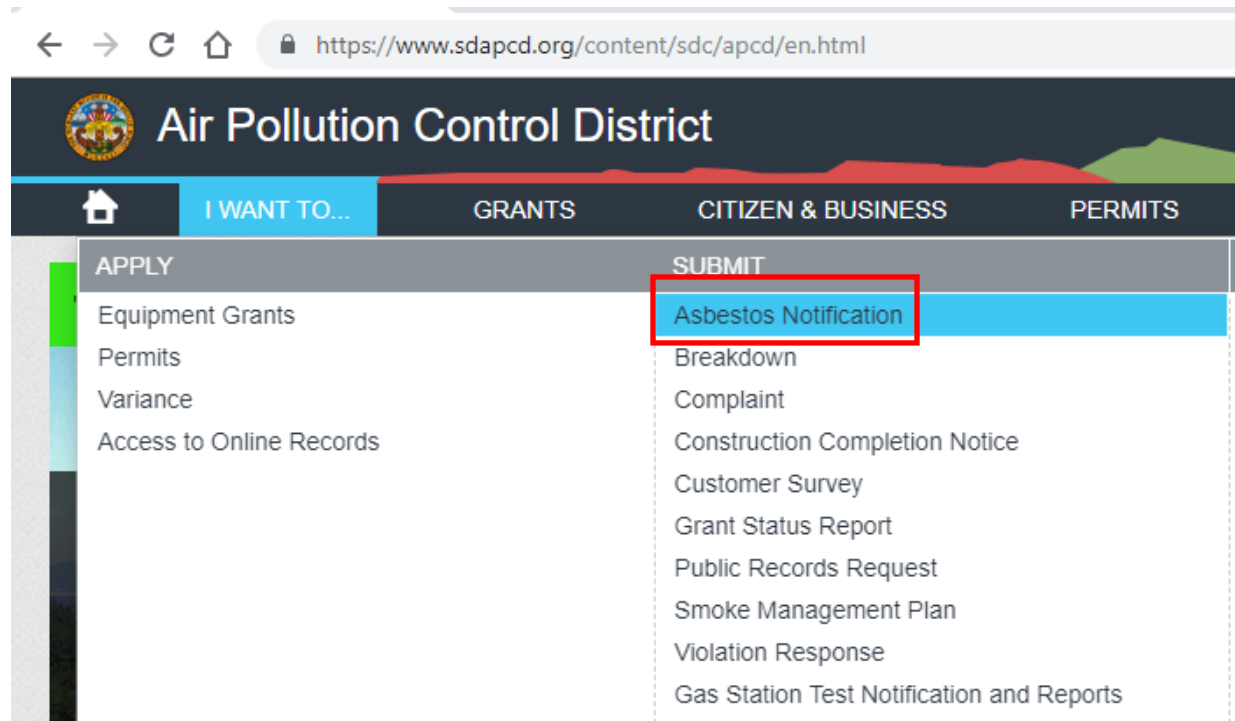 https://www.sdapcd.org/content/sdc/apcd/en.html
Air Pollution Control District
I WANT TO... GRANTS CITIZEN & BUSINESS PERMITS
APPLY SUBMIT
Equipment Grants Asbestos Notification
Permits Breakdown
Variance Complaint
Access to Online Records Construction Completion Notice
Customer Survey
Grant Status Report
Public Records Request
Smoke Management Plan
Violation Response
Gas Station Test Notification and Reports